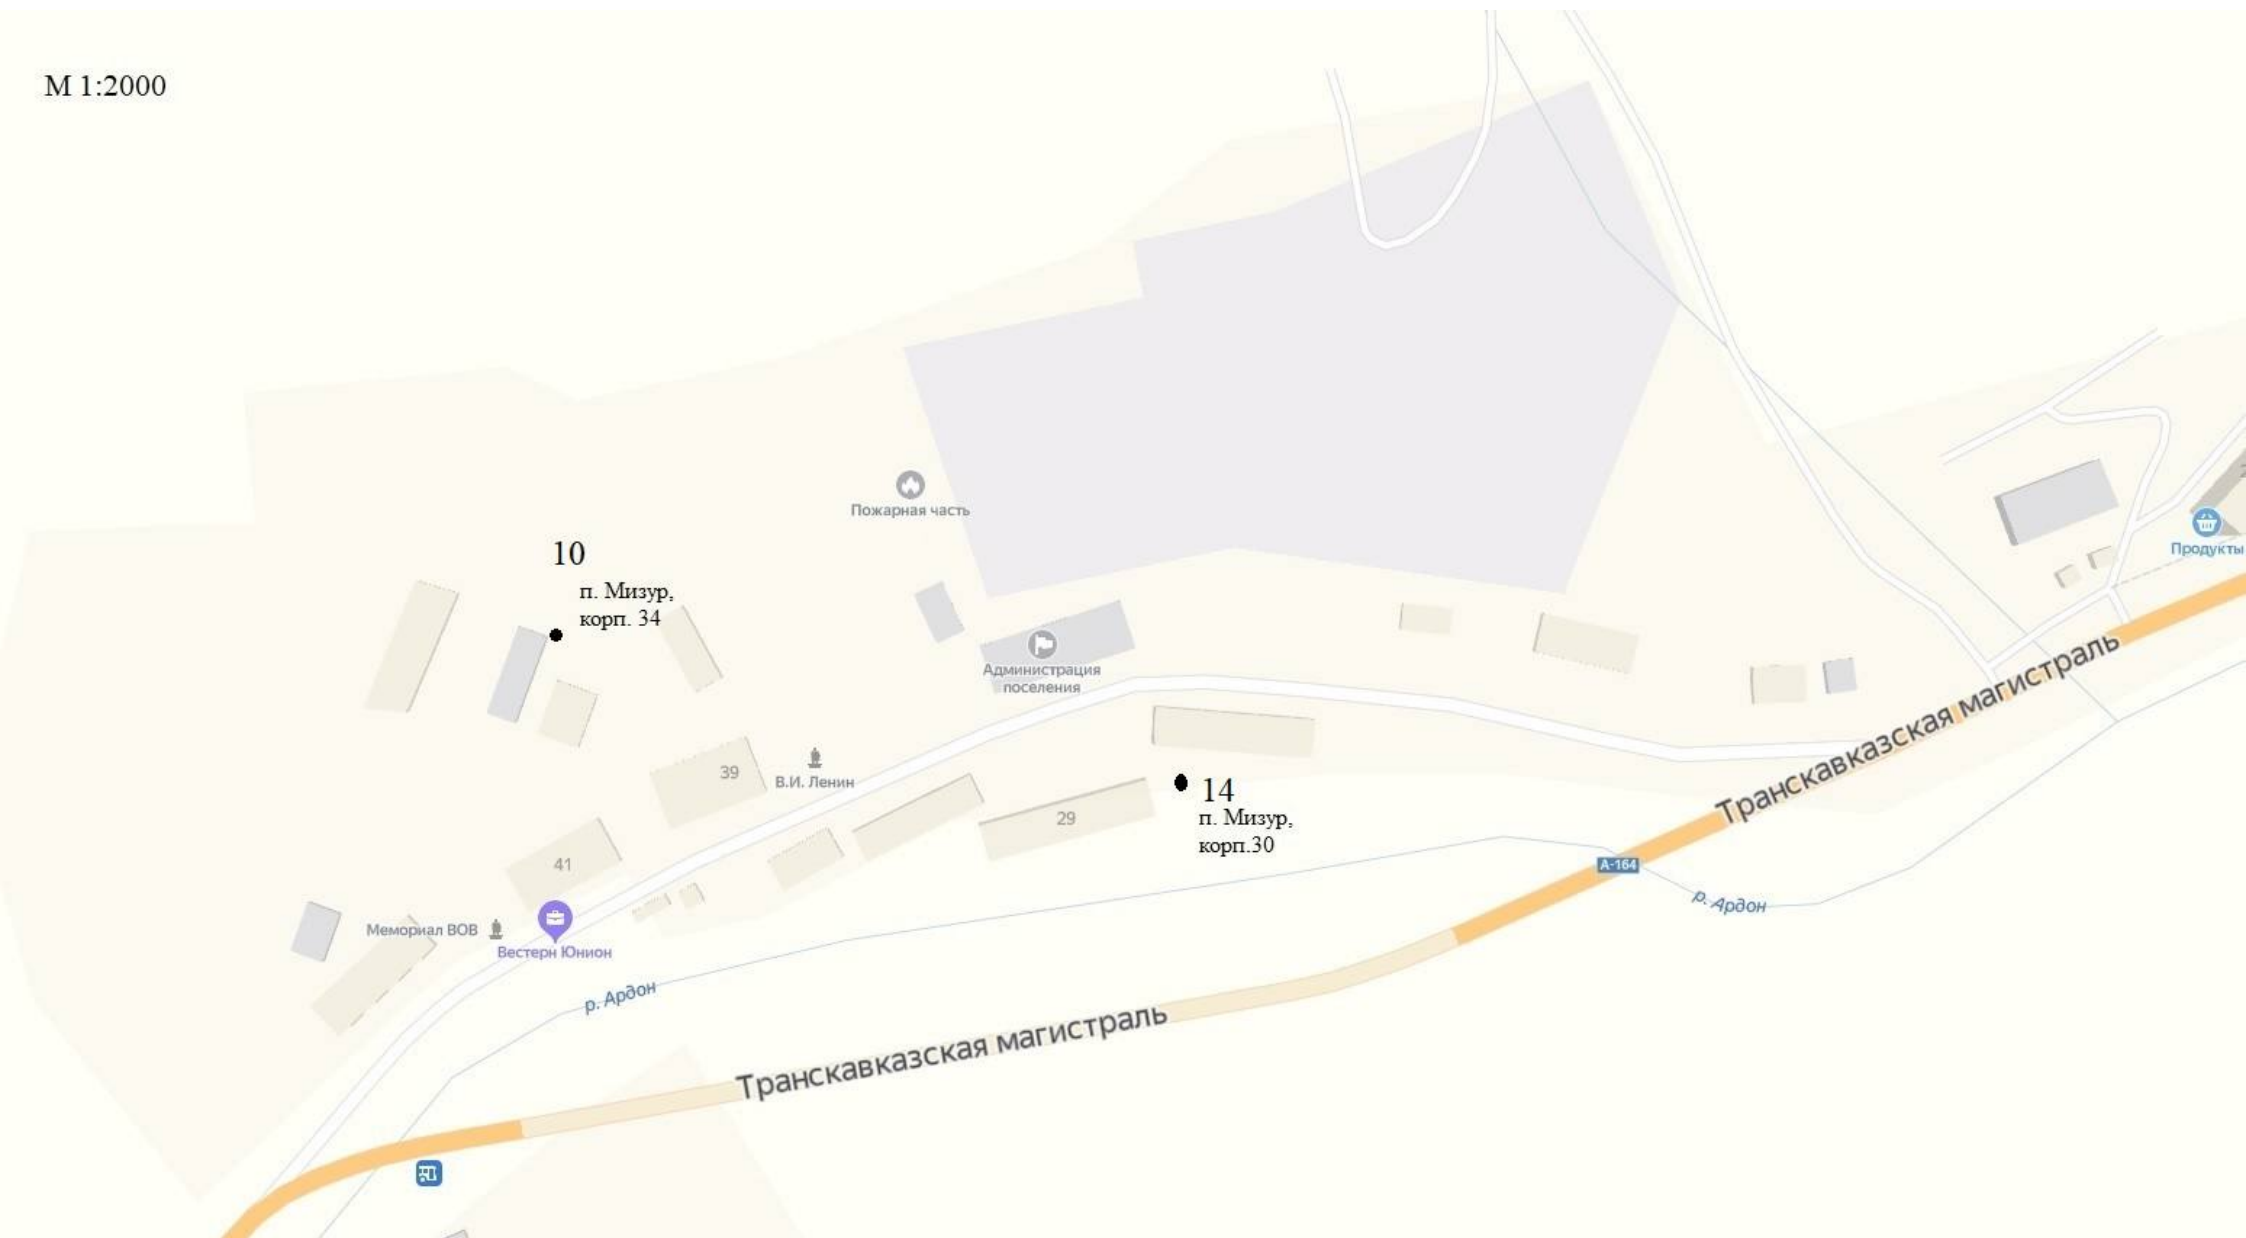 М 1:2000
Пожарная часть
10
п. Мизур,
корп. 34
Администрация
поселения
39
В.И. Ленин
14
п. Мизур,
корп.30
29
41
Мемориал ВОВ
Вестерн Юнион
р. Ардон
Транскавказская магистраль
Транскавказская магистраль
А-164
р. Ардон
Продукты